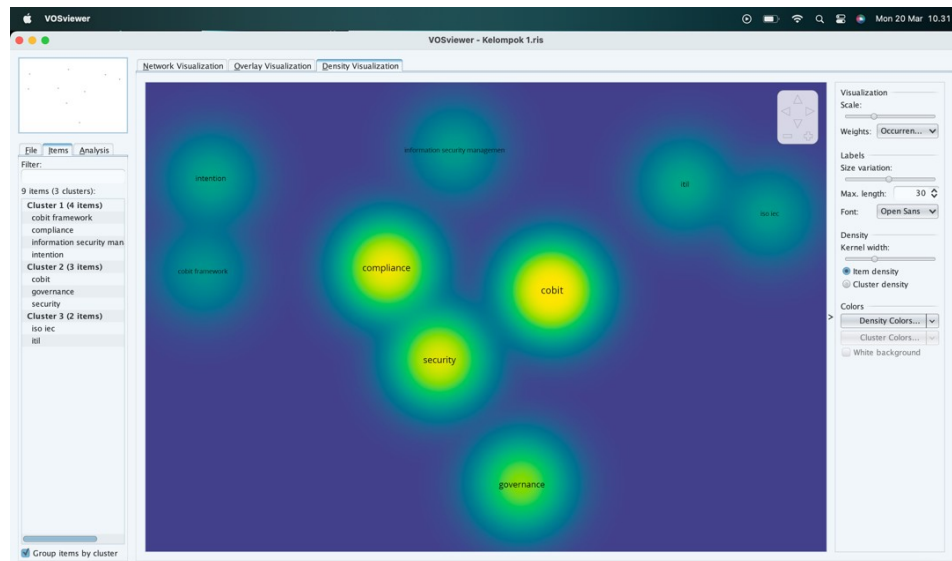 VOSviewer
Mon 20 Mar 10.31
VOSviewer - Kelompok 1.ris
Network Visualization Overlay Visualization Density Visualization
File Items Analysis
Filter:
9 items (3 clusters):
Cluster 1 (4 items)
cobit framework
compliance
information security man
intention
Cluster 2 (3 items)
cobit
governance
security
Cluster 3 (2 items)
iso iec
itil
Group items by cluster
information security managemen
intention
itil
iso iec
compliance
cobit framework
cobit
security
governance
Visualization
Scale:
Weights: Occurren...
Labels
Size variation:
Max. length: 30
Font: Open Sans
Density
Kernel width:
Item density
Cluster density
Colors
>
Density Colors...
Cluster Colors...
White background